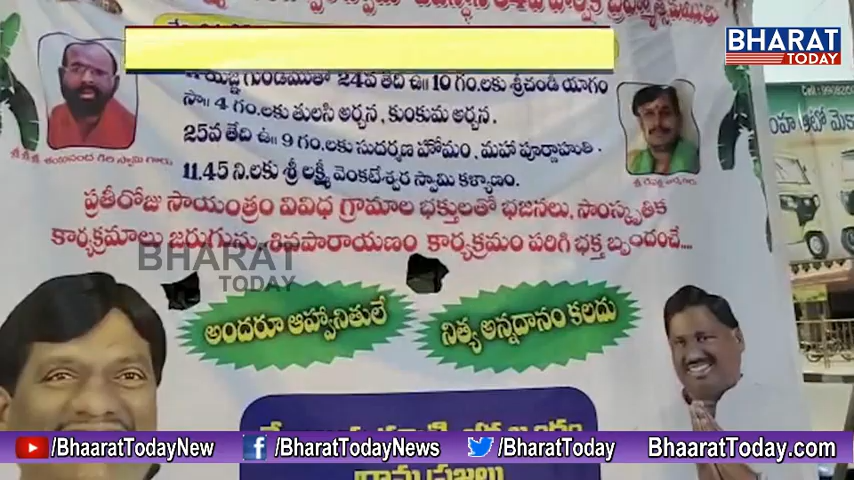 BHARAT
TODAY
యజ్ఞ గుండముతో 24వ తేది ఉ॥ 10 గం.లకు శ్రీచండి యాగం
సా॥ 4 గం.లకు తులసి అర్చన, కుంకుమ అర్చన.
25వ తేది ఉ॥ 9 గం.లకు సుదర్శణ హోమం, మహా పూర్ణాహుతి.
11.45 ని.లకు శ్రీ లక్ష్మీ వెంకటేశ్వర స్వామి కళ్యాణం.
ప్రతీరోజు సాయంత్రం వివిధ గ్రామాల భక్తులతో భజనలు, సాంస్కృతిక
కార్యక్రమాలు జరుగును. శివపారాయణం కార్యక్రమం పరిగి భక్త బృందంచే....
BHARAT
TODAY
అందరూ ఆహ్వానితులే
నిత్య అన్నదానం కలదు
గ్రామ ప్రజలు
/BhaaratTodayNew f /BharatTodayNews /BharatToday BhaaratToday.com